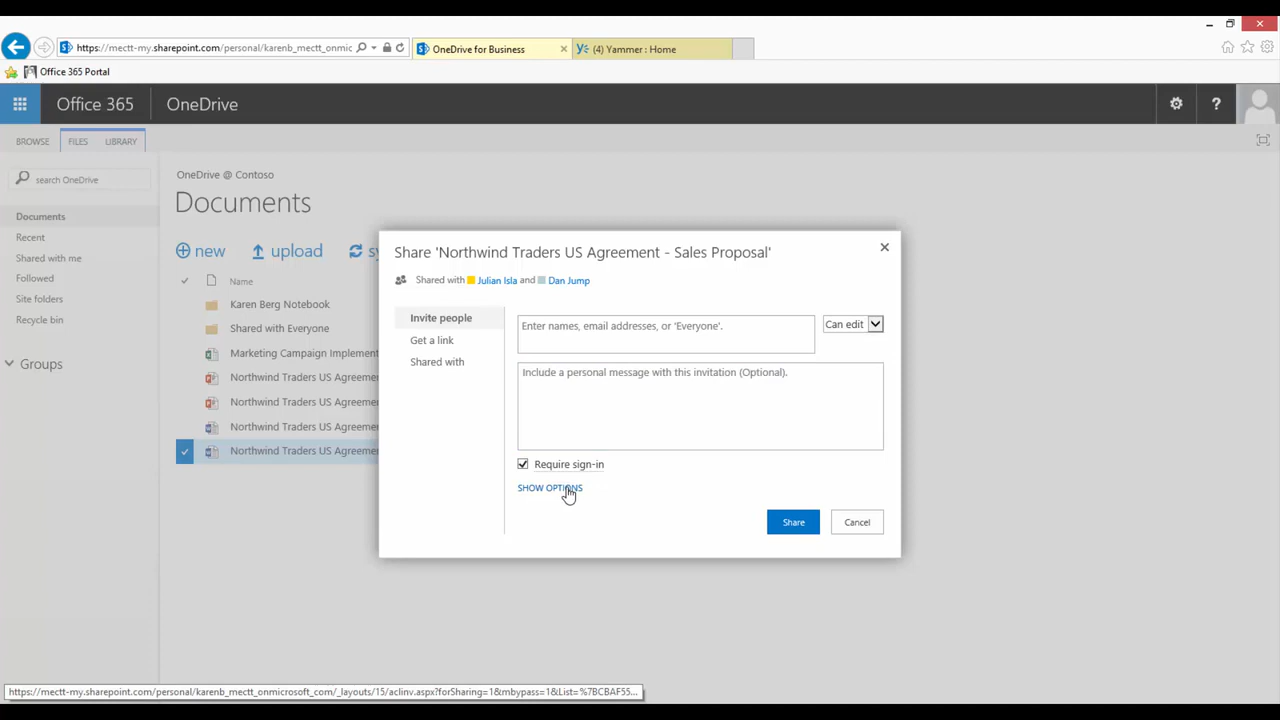 https://mectt-my.sharepoint.com/personal/karenb_mectt_onmic
OneDrive for Business
(4) Yammer : Home
Office 365 Portal
Office 365
OneDrive
?
BROWSE
FILES
LIBRARY
search OneDrive
Documents
Recent
Shared with me
Followed
Site folders
Recycle bin
Groups
OneDrive @ Contoso
Documents
new
upload
sy
Name
Karen Berg Notebook
Shared with Everyone
Marketing Campaign Implement
Northwind Traders US Agreemer
Northwind Traders US Agreemer
Northwind Traders US Agreemer
Northwind Traders US Agreemer
Share 'Northwind Traders US Agreement - Sales Proposal'
Shared with Julian Isla and Dan Jump
Invite people
Get a link
Shared with
Enter names, email addresses, or 'Everyone'.
Can edit
Include a personal message with this invitation (Optional).
Require sign-in
SHOW OPTIONS
Share
Cancel
https://mectt-my.sharepoint.com/personal/karenb_mectt_onmicrosoft_com/_layouts/15/aclinv.aspx?forSharing=1&mbypass=1&List=%7BCBAF55...